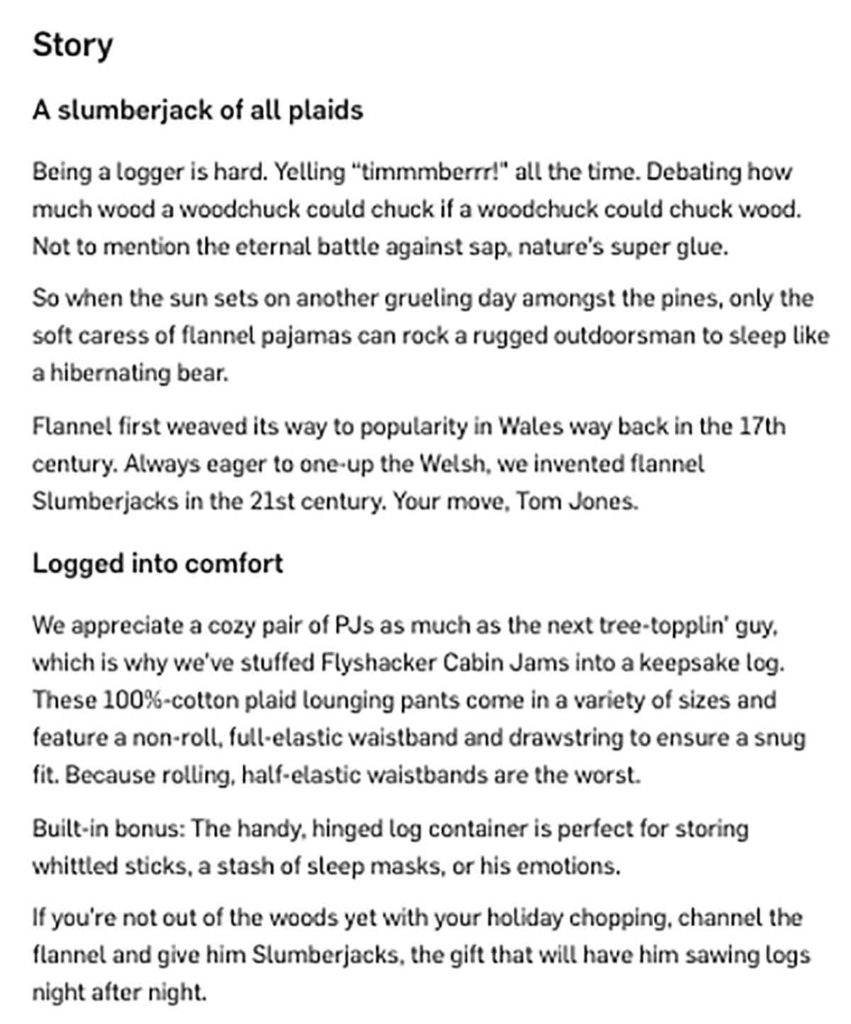 Story
A slumberjack of all plaids
Being a logger is hard. Yelling “timmmberrr!" all the time. Debating how
much wood a woodchuck could chuck if a woodchuck could chuck wood.
Not to mention the eternal battle against sap, nature's super glue.
So when the sun sets on another grueling day amongst the pines, only the
soft caress of flannel pajamas can rock a rugged outdoorsman to sleep like
a hibernating bear.
Flannel first weaved its way to popularity in Wales way back in the 17th
century. Always eager to one-up the Welsh, we invented flannel
Slumberjacks in the 21st century. Your move, Tom Jones.
Logged into comfort
We appreciate a cozy pair of PJs as much as the next tree-topplin' guy,
which is why we've stuffed Flyshacker Cabin Jams into a keepsake log.
These 100%-cotton plaid lounging pants come in a variety of sizes and
feature a non-roll, full-elastic waistband and drawstring to ensure a snug
fit. Because rolling, half-elastic waistbands are the worst.
Built-in bonus: The handy, hinged log container is perfect for storing
whittled sticks, a stash of sleep masks, or his emotions.
If you're not out of the woods yet with your holiday chopping, channel the
flannel and give him Slumberjacks, the gift that will have him sawing logs
night after night.